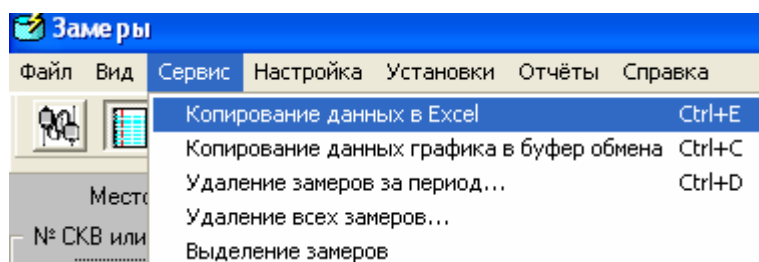 Замеры
Файл Вид Сервис Настройка Установки Отчёты Справка
Копирование данных в Excel Ctrl+E
Копирование данных графика в буфер обмена Ctrl+C
Удаление замеров за период... Ctrl+D
Удаление всех замеров...
Выделение замеров
Место
№ СКВ или